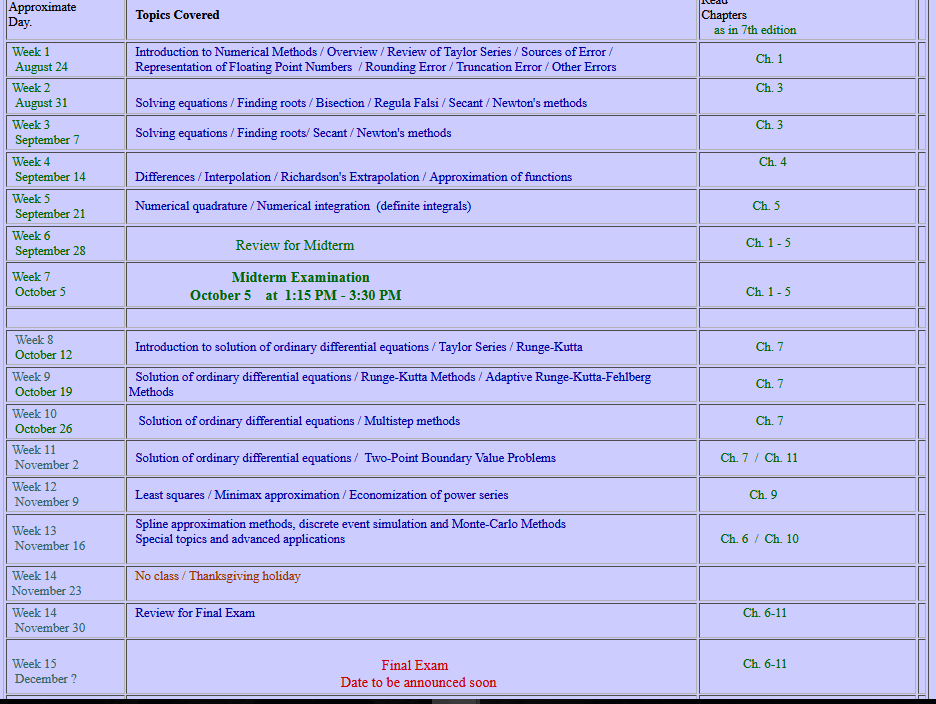 Approximate
Day.
Topics Covered
Read
Chapters
as in 7th edition
Week 1
August 24
Introduction to Numerical Methods / Overview / Review of Taylor Series / Sources of Error /
Representation of Floating Point Numbers / Rounding Error / Truncation Error / Other Errors
Ch. 1
Week 2
August 31
Solving equations / Finding roots / Bisection / Regula Falsi / Secant / Newton's methods
Ch. 3
Week 3
September 7
Solving equations / Finding roots/ Secant / Newton's methods
Ch. 3
Week 4
September 14
Differences / Interpolation / Richardson's Extrapolation / Approximation of functions
Ch. 4
Week 5
September 21
Numerical quadrature / Numerical integration (definite integrals)
Ch. 5
Week 6
September 28
Review for Midterm
Ch. 1 - 5
Week 7
October 5
Midterm Examination
October 5 at 1:15 PM - 3:30 PM
Ch. 1 - 5
Week 8
October 12
Introduction to solution of ordinary differential equations / Taylor Series / Runge-Kutta
Ch. 7
Week 9
October 19
Solution of ordinary differential equations / Runge-Kutta Methods / Adaptive Runge-Kutta-Fehlberg
Methods
Ch. 7
Week 10
October 26
Solution of ordinary differential equations / Multistep methods
Ch. 7
Week 11
November 2
Solution of ordinary differential equations / Two-Point Boundary Value Problems
Ch. 7 / Ch. 11
Week 12
November 9
Least squares / Minimax approximation / Economization of power series
Ch. 9
Week 13
November 16
Spline approximation methods, discrete event simulation and Monte-Carlo Methods
Special topics and advanced applications
Ch. 6 / Ch. 10
Week 14
November 23
No class / Thanksgiving holiday
Week 14
November 30
Review for Final Exam
Ch. 6-11
Week 15
December ?
Final Exam
Date to be announced soon
Ch. 6-11